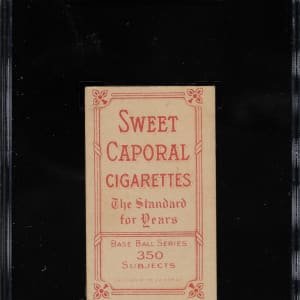 SWEET
CAPORAL
CIGARETTES
The Standard
for Years
BASE BALL SERIES
350
SUBJECTS